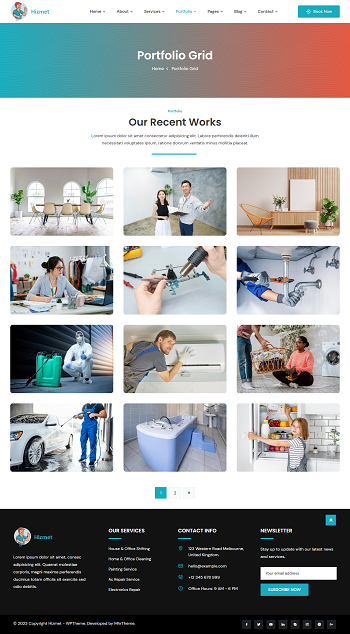 Hizmet
Home
About
Services
Portfolio
Pages
Blog
Contact
Book Now
Portfolio Grid
Home
Portfolio Grid
Portfolio
Our Recent Works
Lorem ipsum dolor sit amet consectetur adipisicing elit. Labore perferendis deleniti illum
necessitati voluptates ipsum, ratione dolorum veritatis minus mollitia placeat.
1
2
Hizmet
Lorem ipsum dolor sit amet, consec
adipisicing elit. Quaerat molestiae
corporis, magni maxime perferendis
ducimus totam officiis sit exercitem sed
odio debitis.
OUR SERVICES
House & Office Shifting
Home & Office Cleaning
Painting Services
Ac Repair Service
Electronics Repair
CONTACT INFO
123 Western Road Melbourne,
United Kingdom.
hello@example.com
+12 345 678 999
Office Hours: 9 AM - 6 PM
NEWSLETTER
Stay up to update with our latest news
and services.
Your email address
SUBSCRIBE NOW
© 2023 Copyright Hizmet - WPTheme. Developed by MhrTheme.